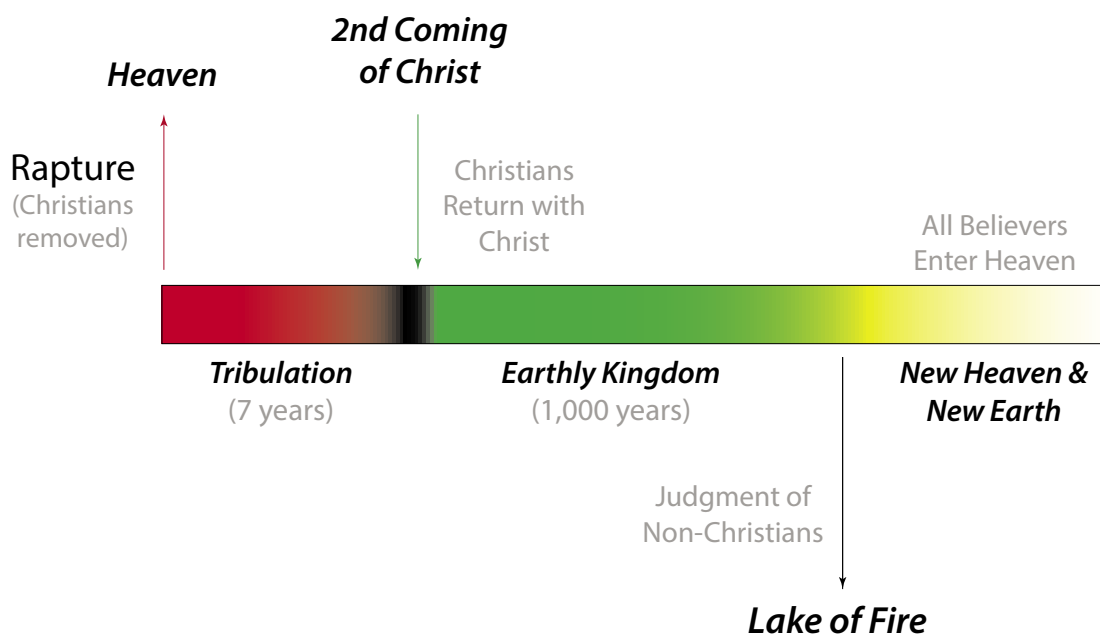 Heaven
2nd Coming
of Christ
Rapture
(Christians
removed)
Christians
Return with
Christ
All Believers
Enter Heaven
Tribulation
(7 years)
Earthly Kingdom
(1,000 years)
New Heaven &
New Earth
Judgment of
Non-Christians
Lake of Fire